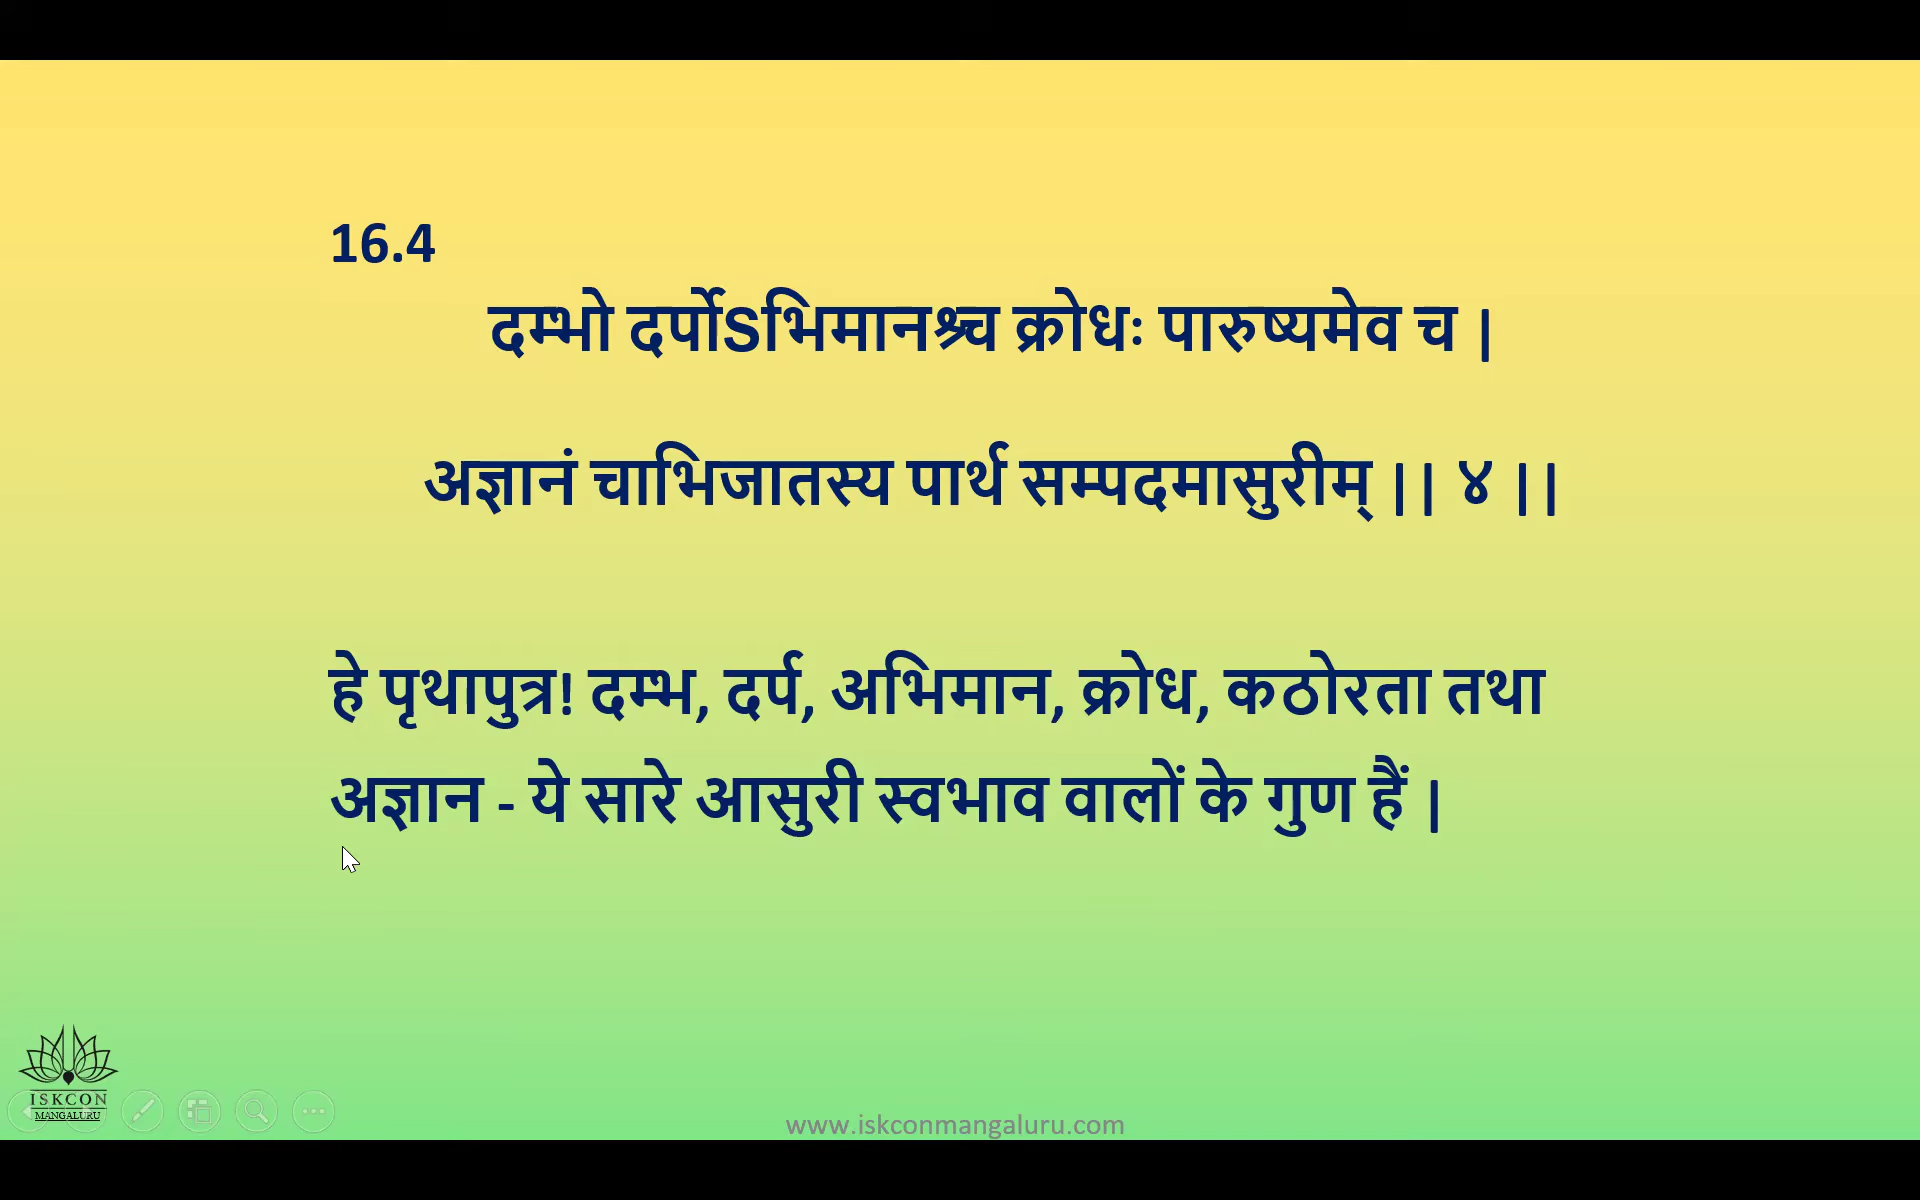 16.4
दम्भो दर्पोSभिमानश्र्च क्रोधः पारुष्यमेव च |
अज्ञानं चाभिजातस्य पार्थ सम्पदमासुरीम् || ४ ||
हे पृथापुत्र! दम्भ, दर्प, अभिमान, क्रोध, कठोरता तथा
अज्ञान - ये सारे आसुरी स्वभाव वालों के गुण हैं |
ISKCON
MANGALURU
www.iskconmangaluru.com